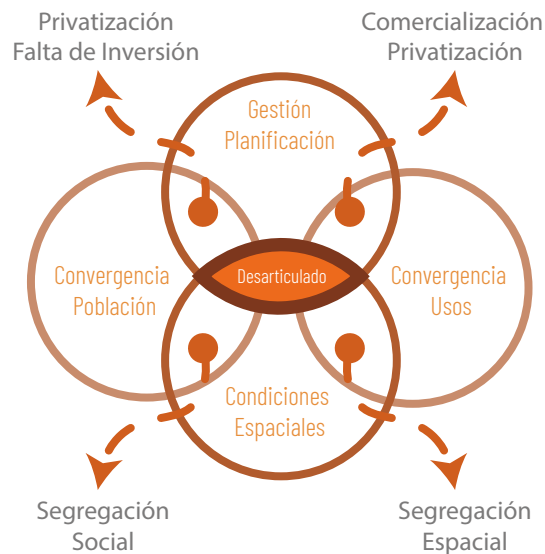 Privatización
Falta de Inversión
Comercialización
Privatización
Gestión
Planificación
Convergencia
Población
Desarticulado
Convergencia
Usos
Condiciones
Espaciales
Segregación
Social
Segregación
Espacial